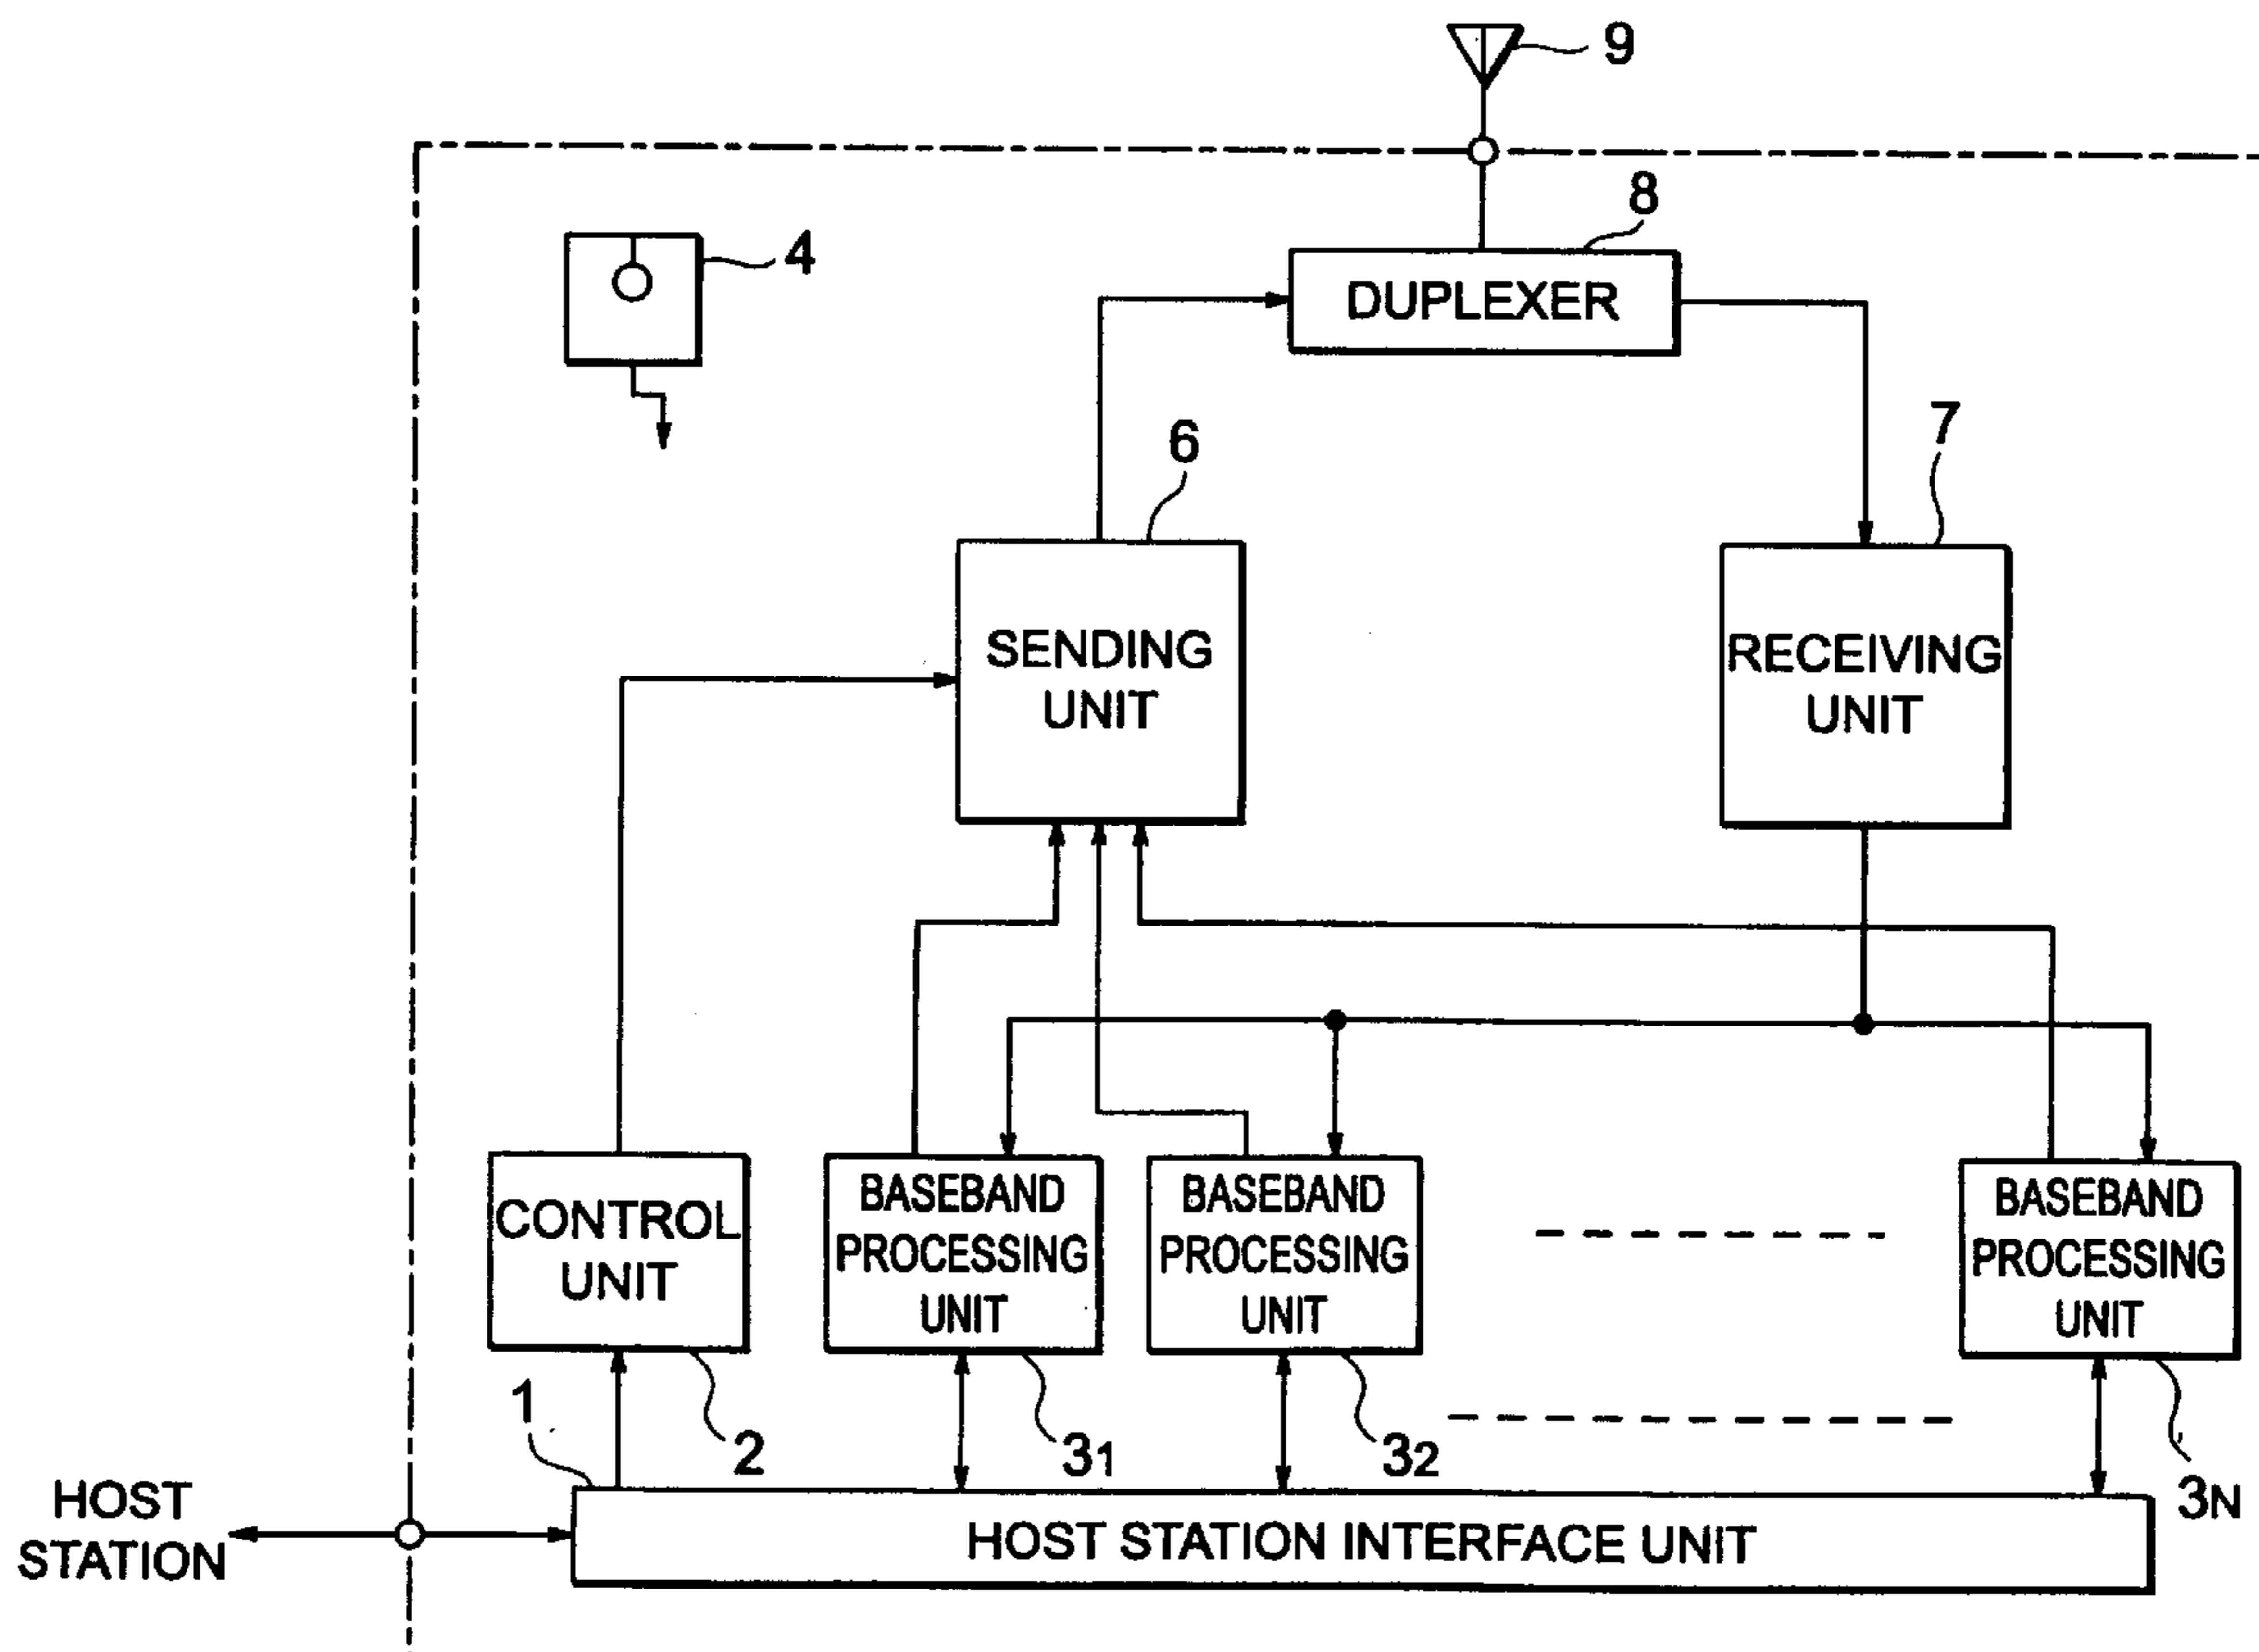 9
8
4
DUPLEXER
7
6
SENDING
UNIT
RECEIVING
UNIT
CONTROL
UNIT
BASEBAND
PROCESSING
UNIT
BASEBAND
PROCESSING
UNIT
BASEBAND
PROCESSING
UNIT
1
2
31
32
3N
HOST
STATION
HOST STATION INTERFACE UNIT